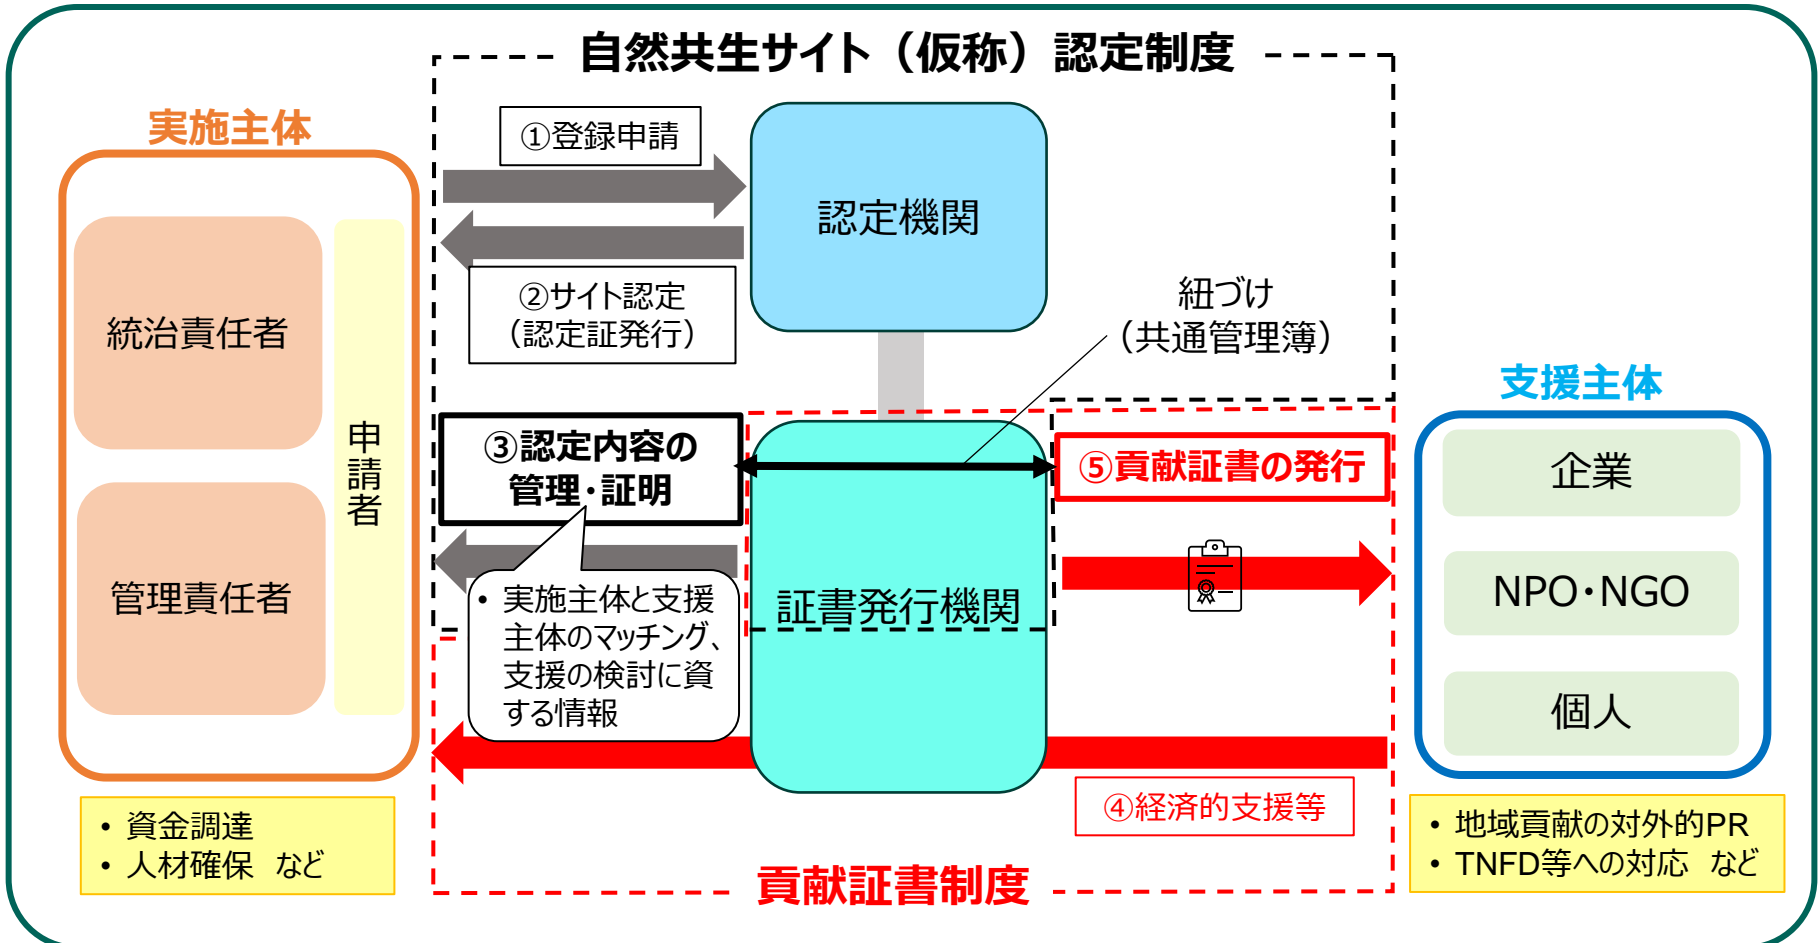 自然共生サイト（仮称）認定制度
実施主体
①登録申請
認定機関
統治責任者
②サイト認定
（認定証発行）
紐づけ
（共通管理簿）
支援主体
申請者
③認定内容の
管理・証明
⑤貢献証書の発行
企業
管理責任者
• 実施主体と支援
主体のマッチング、
支援の検討に資
する情報
証書発行機関
NPO・NGO
個人
④経済的支援等
• 資金調達
• 人材確保　など
• 地域貢献の対外的PR
• TNFD等への対応　など
貢献証書制度